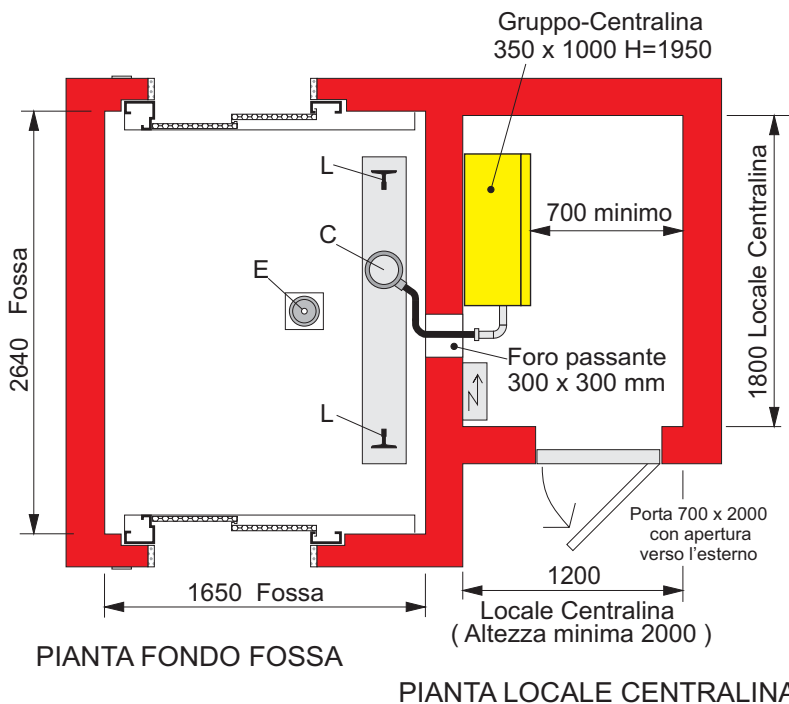 Gruppo-Centralina
350 x 1000 H=1950
L
C
E
L
2640 Fossa
700 minimo
1800 Locale Centralina
Foro passante
300 x 300 mm
N
Porta 700 x 2000
con apertura
verso l'esterno
1650 Fossa
1200
Locale Centralina
( Altezza minima 2000 )
PIANTA FONDO FOSSA
PIANTA LOCALE CENTRALINA